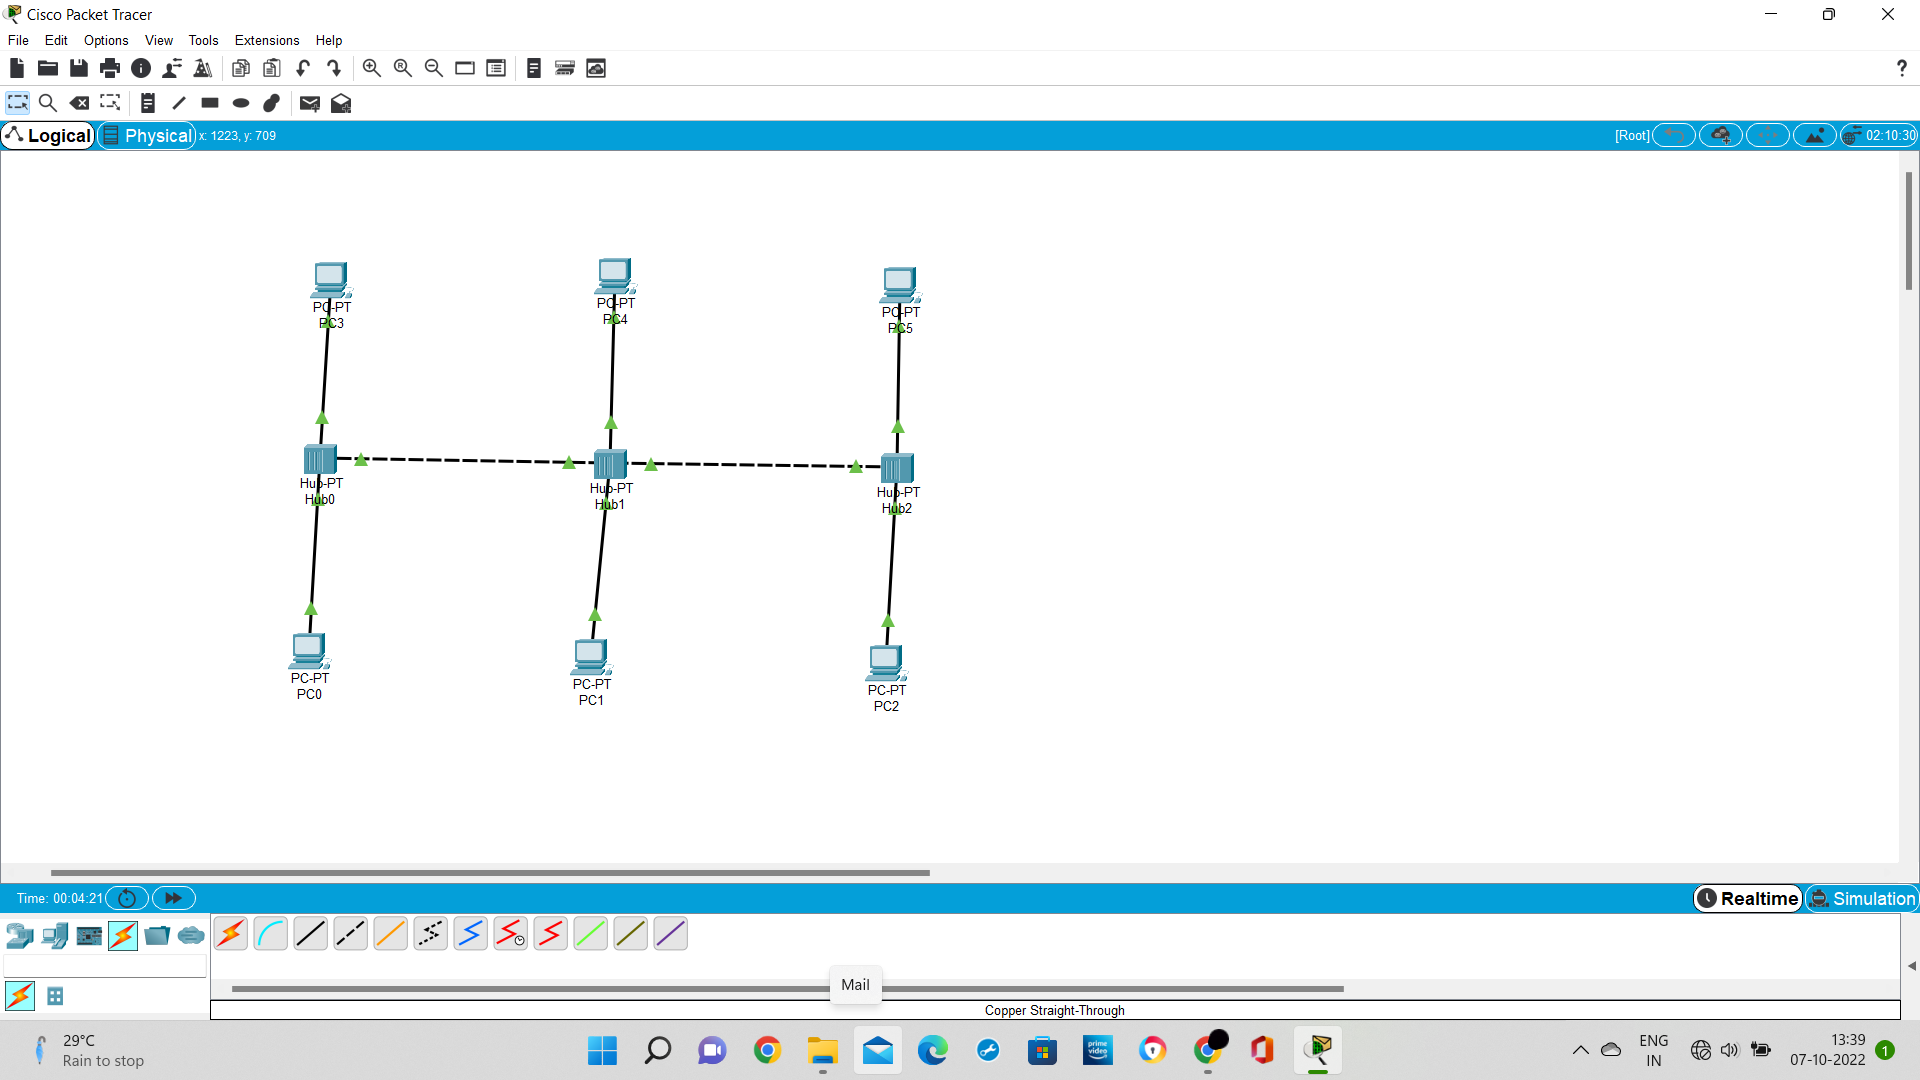 Cisco Packet Tracer
File Edit Options View Tools Extensions Help
Logical Physical x: 1223, y: 709 [Root] 02:10:30
PC-PT
PC3
PC-PT
PC4
PC-PT
PC5
Hub-PT
Hub0
Hub-PT
Hub1
Hub-PT
Hub2
PC-PT
PC0
PC-PT
PC1
PC-PT
PC2
Time: 00:04:21 Realtime Simulation
Mail
Copper Straight-Through
29°C
Rain to stop
prime
video
ENG
IN
13:39
07-10-2022
1